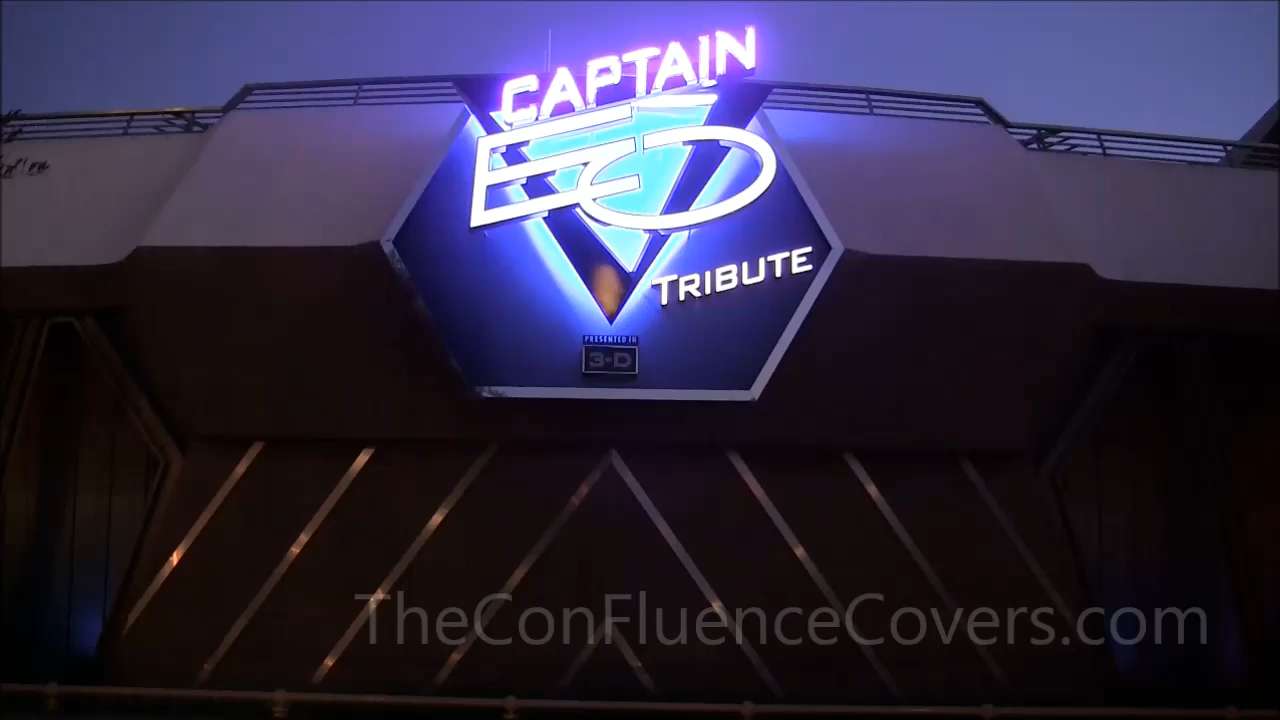 CAPTAIN
EO
TRIBUTE
PRESENTED IN
3-D
TheConFluenceCovers.com